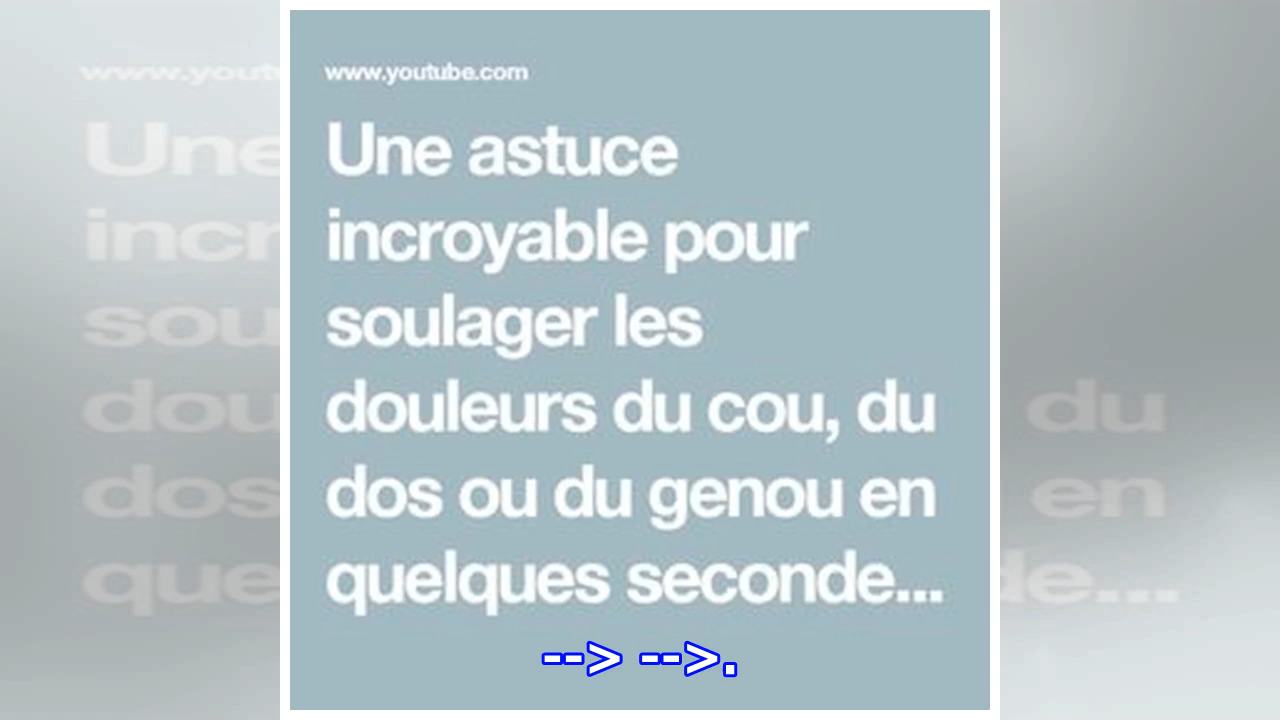 www.youtube.com
Une astuce
incroyable pour
soulager les
douleurs du cou, du
dos ou du genou en
quelques seconde...
--> -->.